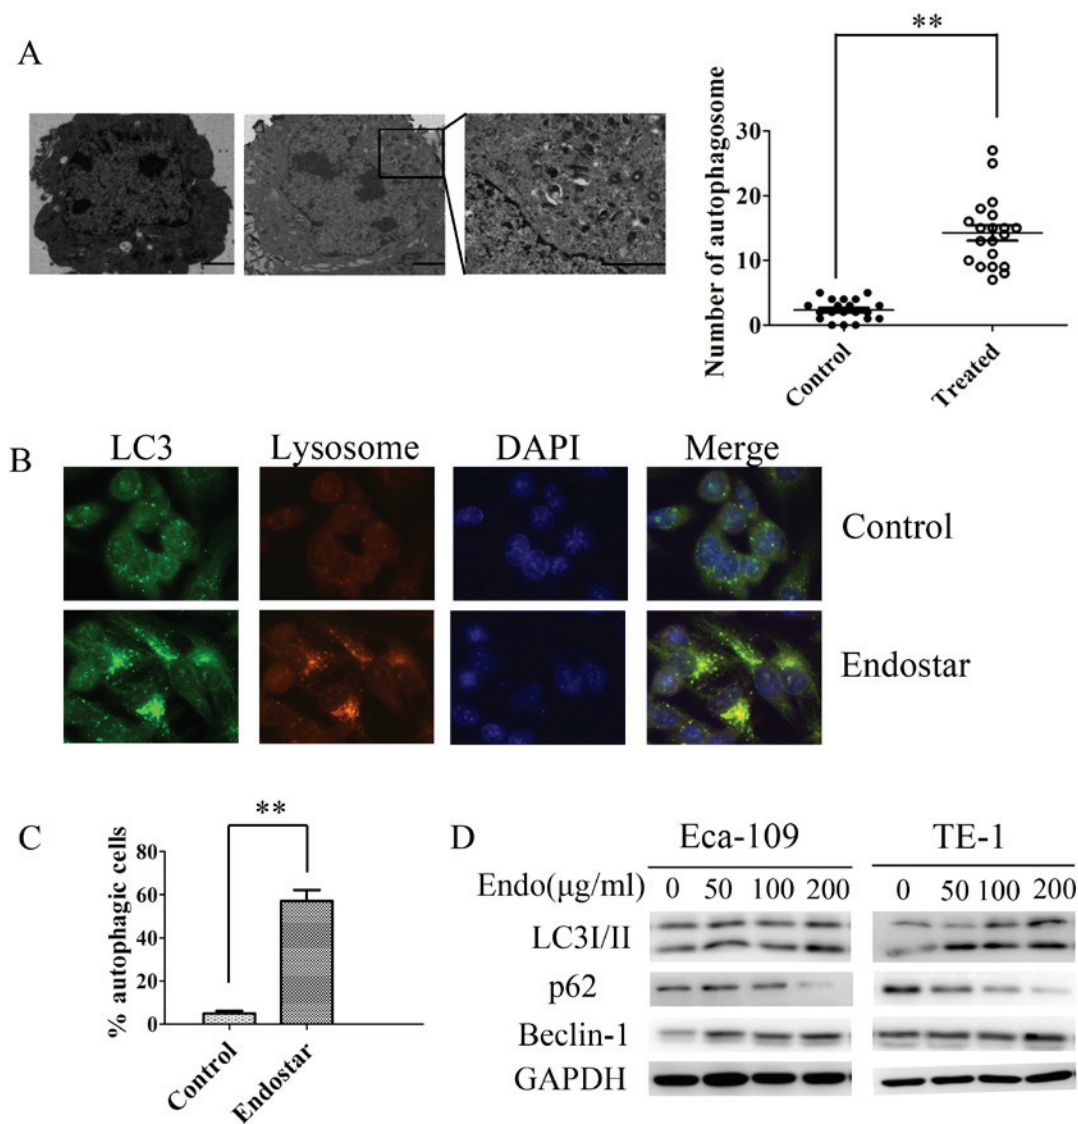 A
**
Number of autophagosome
30
20
10
0
Control
Treated
B
LC3 Lysosome DAPI Merge
Control
Endostar
C
**
% autophagic cells
80
60
40
20
0
Control
Endostar
D
Eca-109 TE-1
Endo(μg/ml) 0 50 100 200 0 50 100 200
LC3I/II
p62
Beclin-1
GAPDH